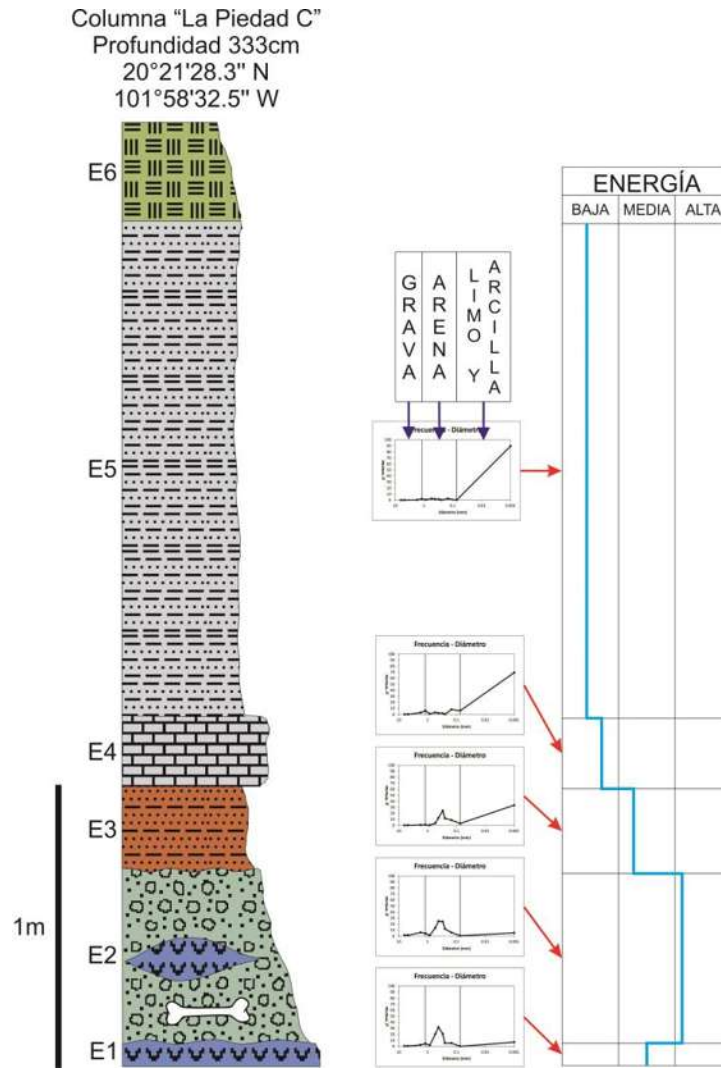 Columna “La Piedad C”
Profundidad 333cm
20°21'28.3" N
101°58'32.5" W
E6
E5
E4
E3
E2
E1
1m
GRAVA
ARENA
LIMO Y
ARCILLA
Frecuencia - Diámetro
Frecuencia - Diámetro
Frecuencia - Diámetro
Frecuencia - Diámetro
Frecuencia - Diámetro
ENERGÍA
BAJA MEDIA ALTA